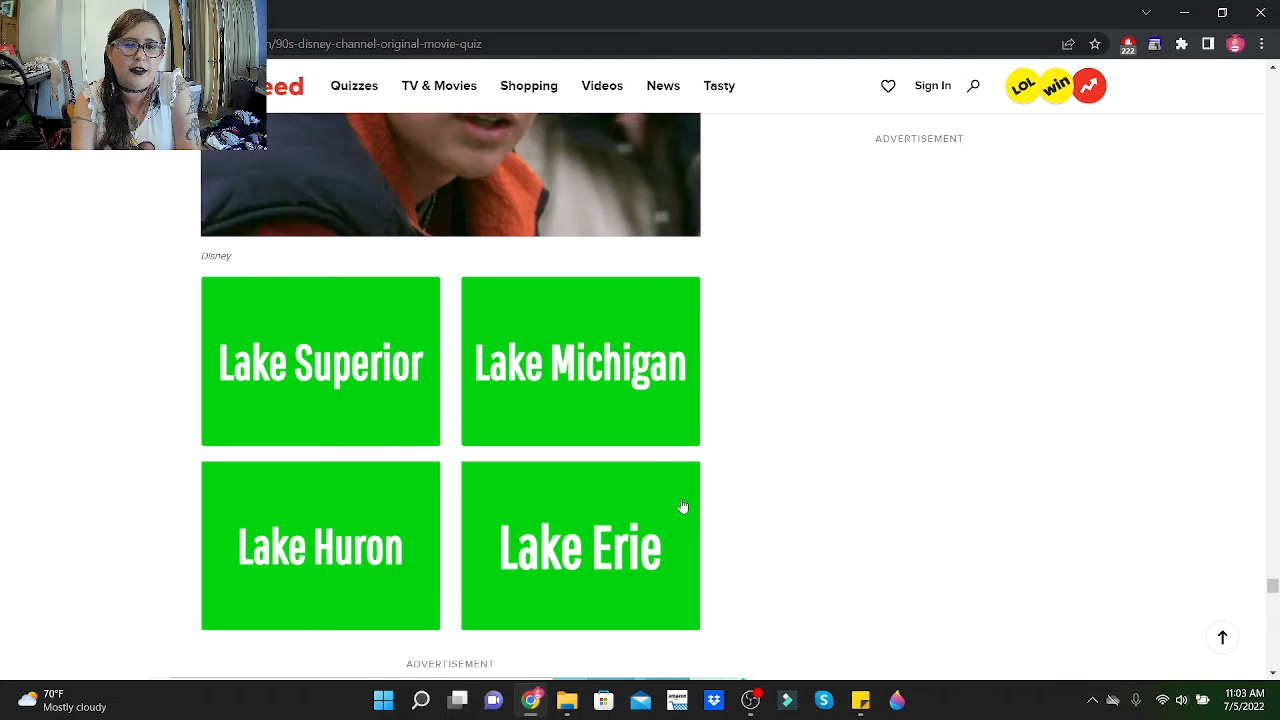 n/90s-disney-channel-original-movie-quiz
222
eed
Quizzes TV & Movies Shopping Videos News Tasty
Sign In
LOL win
ADVERTISEMENT
Disney
Lake Superior Lake Michigan
Lake Huron Lake Erie
ADVERTISEMENT
70°F
Mostly cloudy
amazon
11:03 AM
7/5/2022